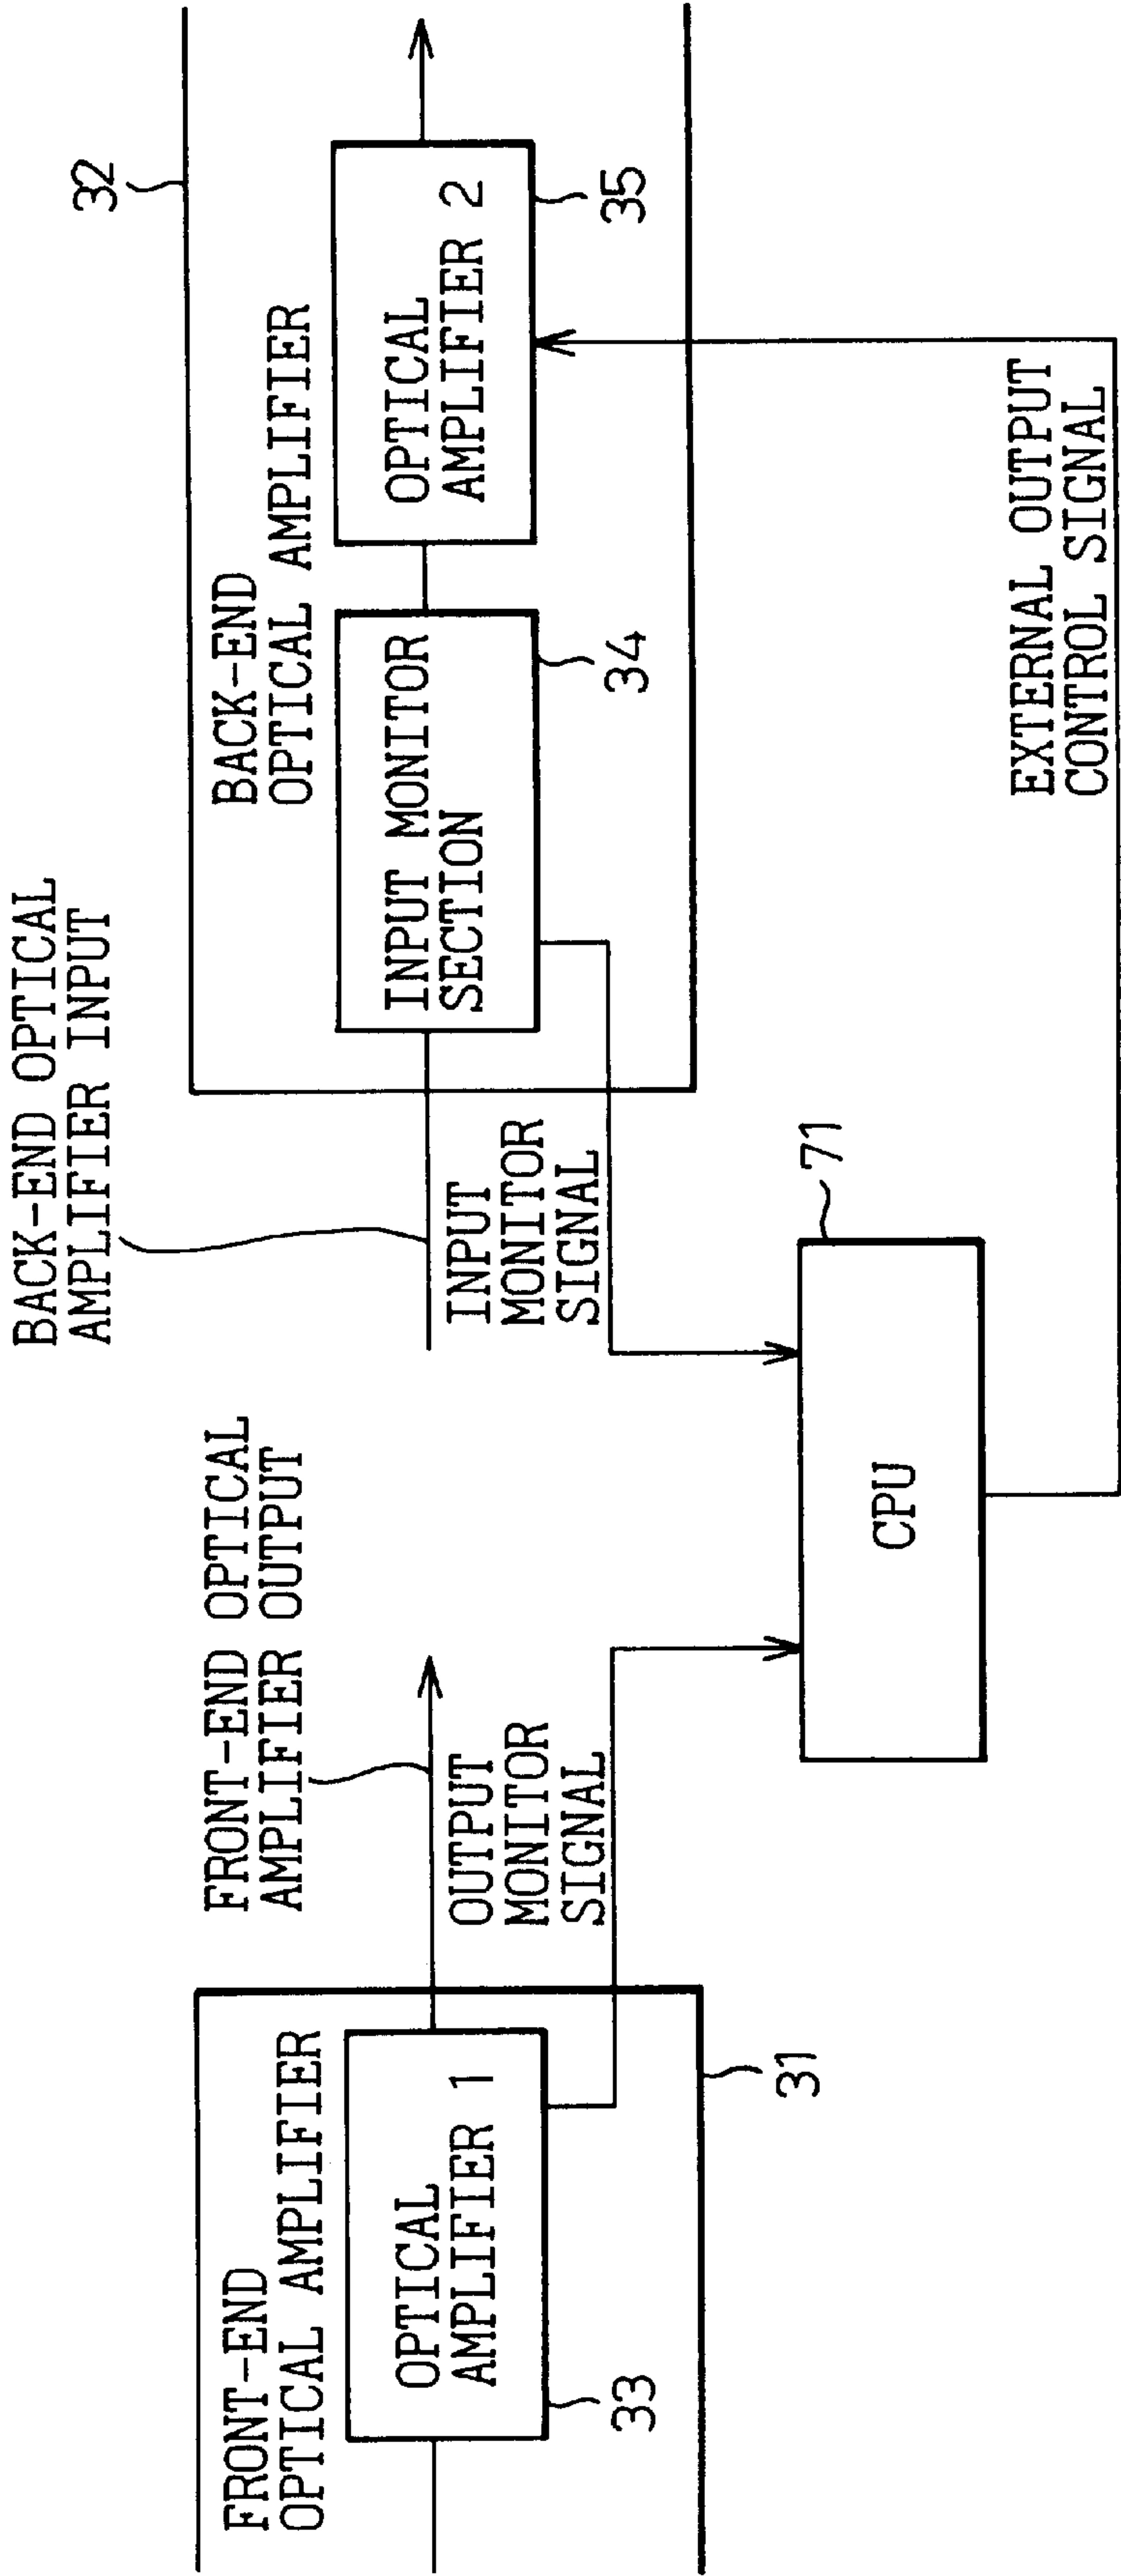 FRONT-END
OPTICAL AMPLIFIER
OPTICAL
AMPLIFIER 1
33
31
FRONT-END OPTICAL
AMPLIFIER OUTPUT
OUTPUT
MONITOR
SIGNAL
CPU
71
BACK-END OPTICAL
AMPLIFIER INPUT
INPUT
MONITOR
SIGNAL
32
BACK-END
OPTICAL AMPLIFIER
INPUT MONITOR
SECTION
34
OPTICAL
AMPLIFIER 2
35
EXTERNAL OUTPUT
CONTROL SIGNAL